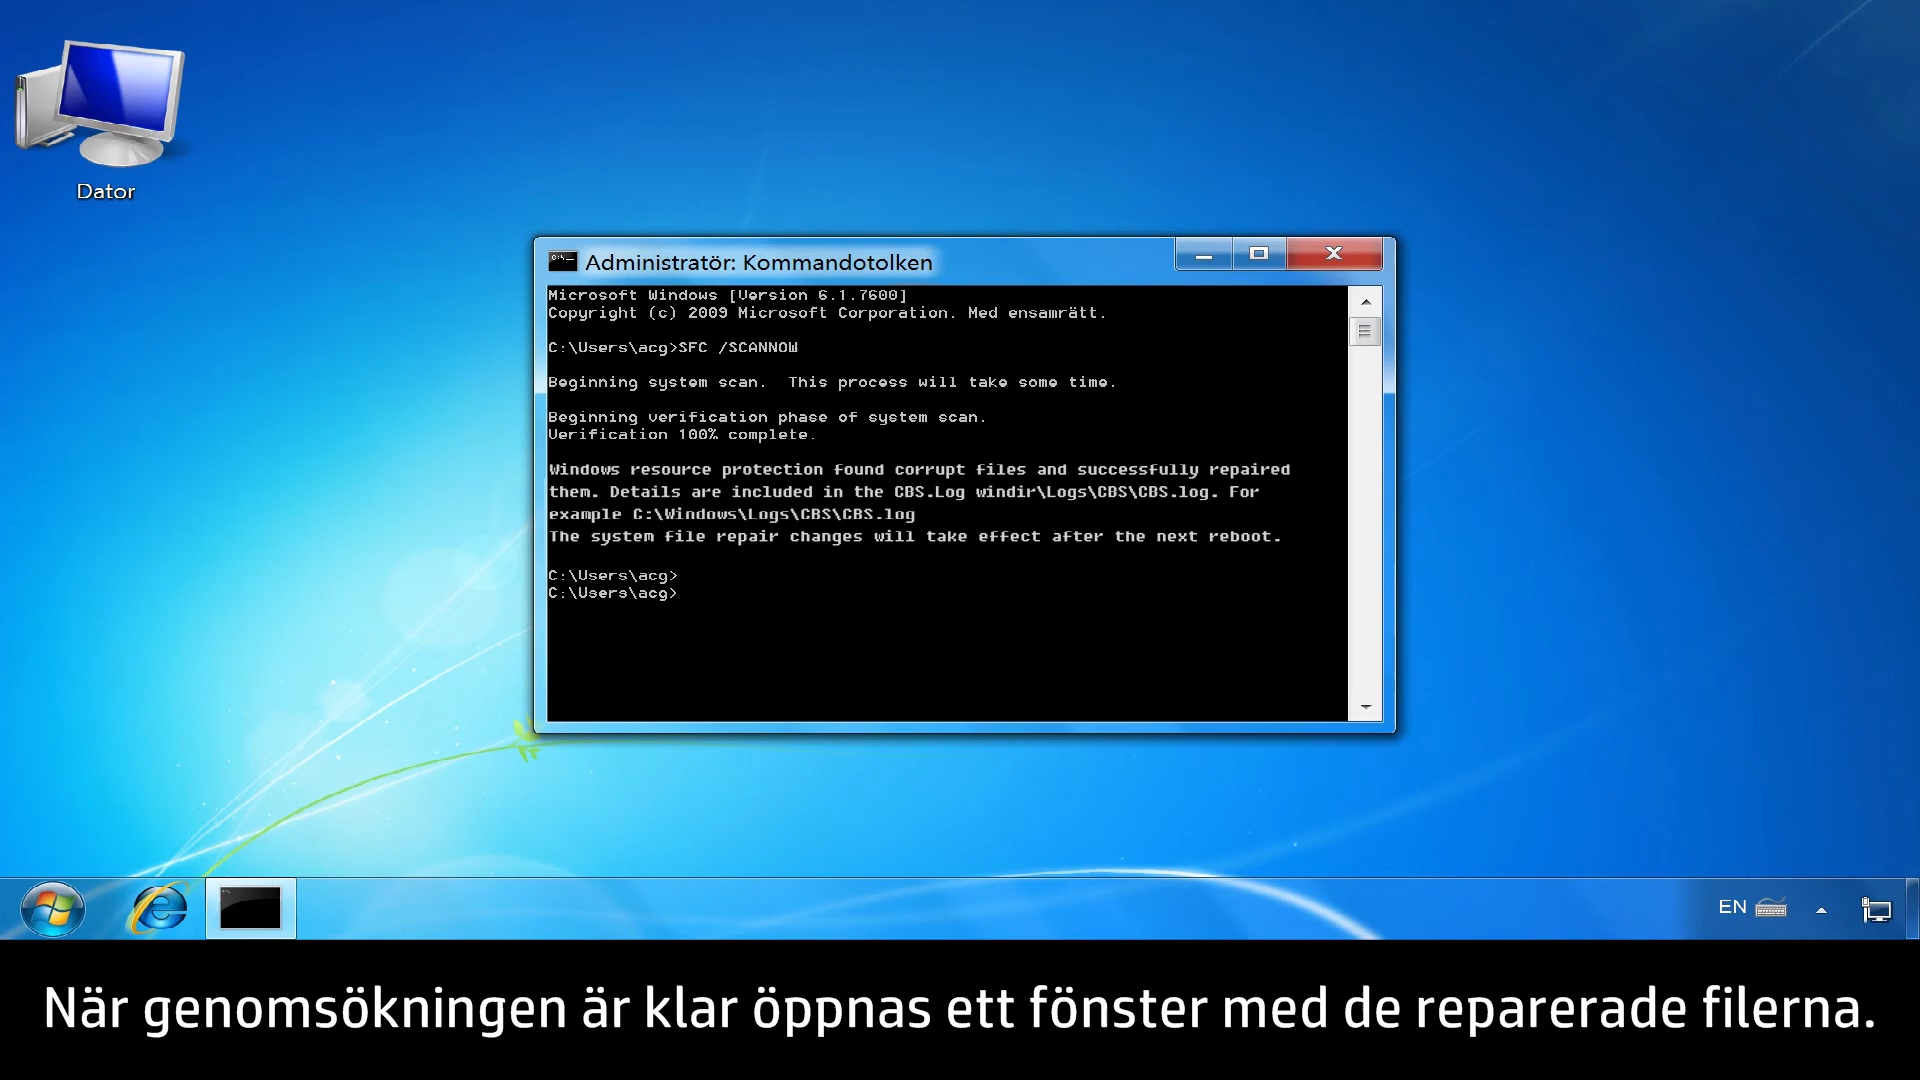 Dator
Administratör: Kommandotolken
Microsoft Windows [Version 6.1.7600]
Copyright (c) 2009 Microsoft Corporation. Med ensamrätt.
C:\Users\acg>SFC /SCANNOW
Beginning system scan.  This process will take some time.
Beginning verification phase of system scan.
Verification 100% complete.
Windows resource protection found corrupt files and successfully repaired
them. Details are included in the CBS.Log windir\Logs\CBS\CBS.log. For
example C:\Windows\Logs\CBS\CBS.log
The system file repair changes will take effect after the next reboot.
C:\Users\acg>
C:\Users\acg>
EN
När genomsökningen är klar öppnas ett fönster med de reparerade filerna.